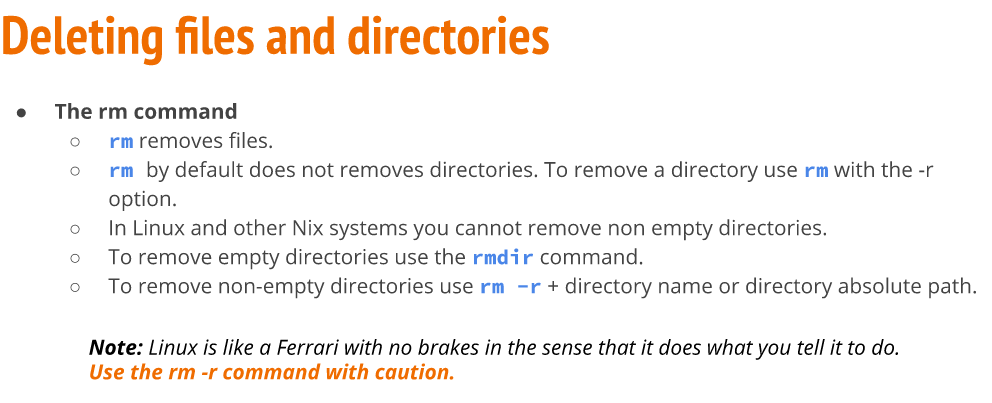 Deleting files and directories
● The rm command
○ rm removes files.
○ rm by default does not removes directories. To remove a directory use rm with the -r
option.
○ In Linux and other Nix systems you cannot remove non empty directories.
○ To remove empty directories use the rmdir command.
○ To remove non-empty directories use rm -r + directory name or directory absolute path.
Note: Linux is like a Ferrari with no brakes in the sense that it does what you tell it to do.
Use the rm -r command with caution.